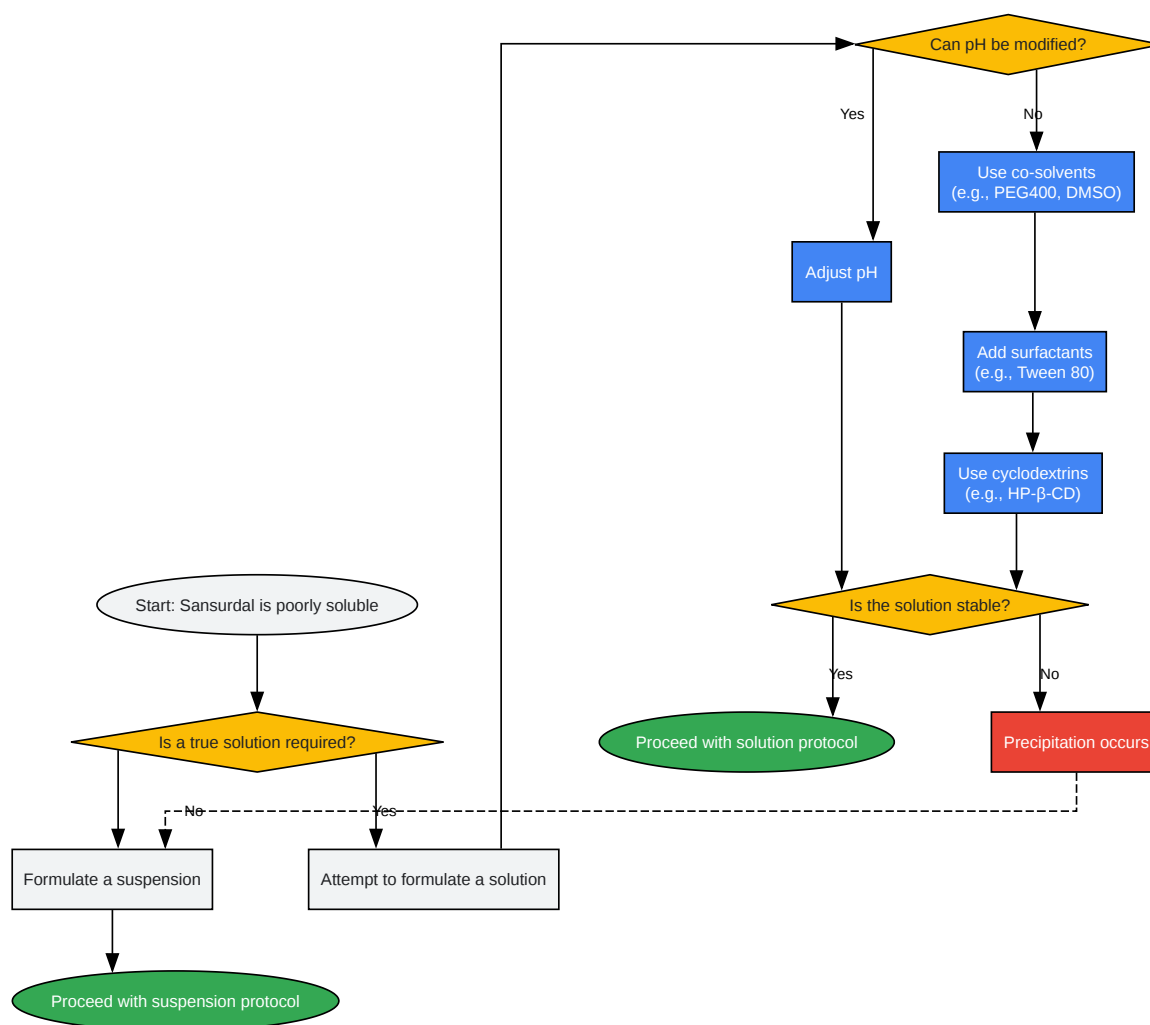 Can pH be modified?
Yes
No
Use co-solvents
(e.g., PEG400, DMSO)
Adjust pH
Add surfactants
(e.g., Tween 80)
Use cyclodextrins
(e.g., HP-β-CD)
Start: Sansurdal is poorly soluble
Is the solution stable?
Yes
No
Is a true solution required?
Proceed with solution protocol
Precipitation occurs
No
Yes
Formulate a suspension
Attempt to formulate a solution
Proceed with suspension protocol